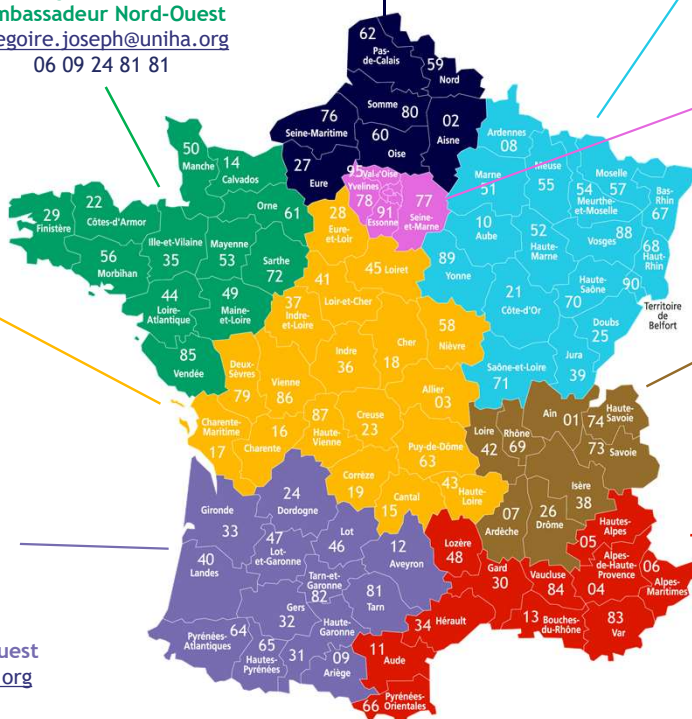 mbassadeur Nord-Ouest
egoire.joseph@uniha.org
06 09 24 81 81
62
Pas-
de-Calais
59
Nord
Somme
80
76
Seine-Maritime
60
Oise
02
Aisne
27
Eure
50
Manche
14
Calvados
Orne
61
22
Côtes-d'Armor
29
Finistère
56
Morbihan
Ille-et-Vilaine
35
Mayenne
53
Sarthe
72
44
Loire-
Atlantique
49
Maine-
et-Loire
85
Vendée
95
Val-d'Oise
Yvelines
78
91
Essonne
77
Seine-
et-Marne
Ardennes
08
Marne
51
Meuse
55
Moselle
54
57
Meurthe-
et-Moselle
Bas-
Rhin
67
10
Aube
52
Haute-
Marne
Vosges
88
68
Haut-
Rhin
89
Yonne
21
Côte-d'Or
Haute-
Saône
70
90
Territoire
de
Belfort
Doubs
25
Jura
39
Saône-et-Loire
71
28
Eure-
et-Loir
45
Loiret
41
Loir-et-Cher
37
Indre-
et-Loire
58
Nièvre
Cher
18
Indre
36
Deux-
Sèvres
79
Vienne
86
Allier
03
Charente-
Maritime
17
16
Charente
87
Haute-
Vienne
Creuse
23
Puy-de-Dôme
63
Corrèze
19
Cantal
15
43
Haute-
Loire
Loire
42
Rhône
69
Ain
01
74
Haute-
Savoie
73
Savoie
Isère
38
07
Ardèche
26
Drôme
Gironde
33
24
Dordogne
40
Landes
47
Lot-
et-Garonne
Lot
46
12
Aveyron
Tarn-et-
Garonne
82
81
Tarn
Gers
32
Haute-
Garonne
31
Pyrénées-
Atlantiques
64
65
Hautes-
Pyrénées
09
Ariège
Lozère
48
Gard
30
Vaucluse
84
Hautes-
Alpes
05
Alpes-
de-Haute-
Provence
04
06
Alpes-
Maritimes
34
Hérault
13
Bouches-
du-Rhône
83
Var
11
Aude
66
Pyrénées-
Orientales
uest
.org